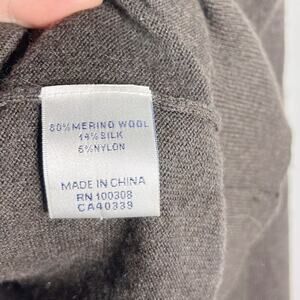 80% MERINO WOOL
14% SILK
6% NYLON
MADE IN CHINA
RN 100308
CA40339